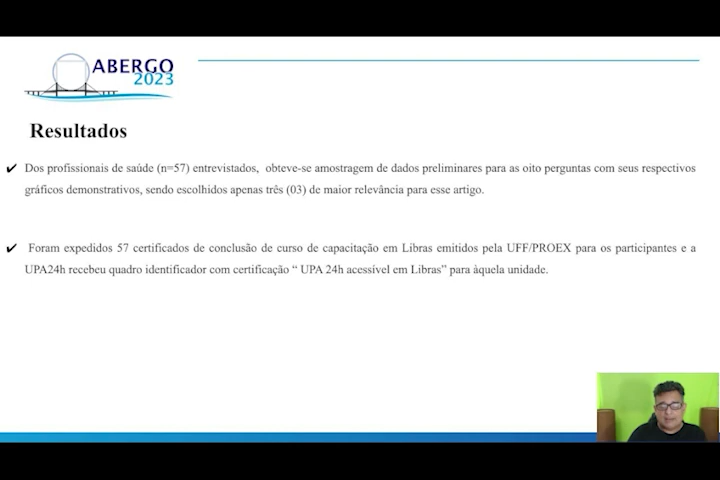 ABERGO
2023
Resultados
✔ Dos profissionais de saúde (n=57) entrevistados, obteve-se amostragem de dados preliminares para as oito perguntas com seus respectivos
gráficos demonstrativos, sendo escolhidos apenas três (03) de maior relevância para esse artigo.
✔ Foram expedidos 57 certificados de conclusão de curso de capacitação em Libras emitidos pela UFF/PROEX para os participantes e a
UPA24h recebeu quadro identificador com certificação “ UPA 24h acessível em Libras” para àquela unidade.